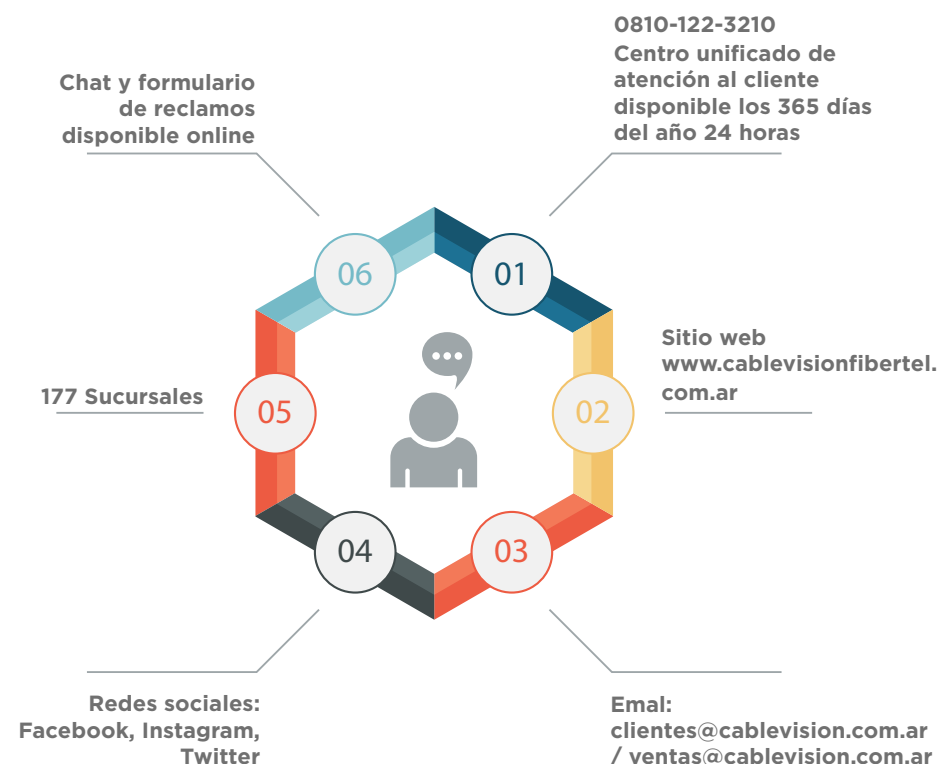 0810-122-3210
Centro unificado de
atención al cliente
disponible los 365 días
del año 24 horas
Chat y formulario
de reclamos
disponible online
06
01
Sitio web
www.cablevisionfibertel.
com.ar
177 Sucursales
05
02
04
03
Redes sociales:
Facebook, Instagram,
Twitter
Emal:
clientes@cablevision.com.ar
/ ventas@cablevision.com.ar